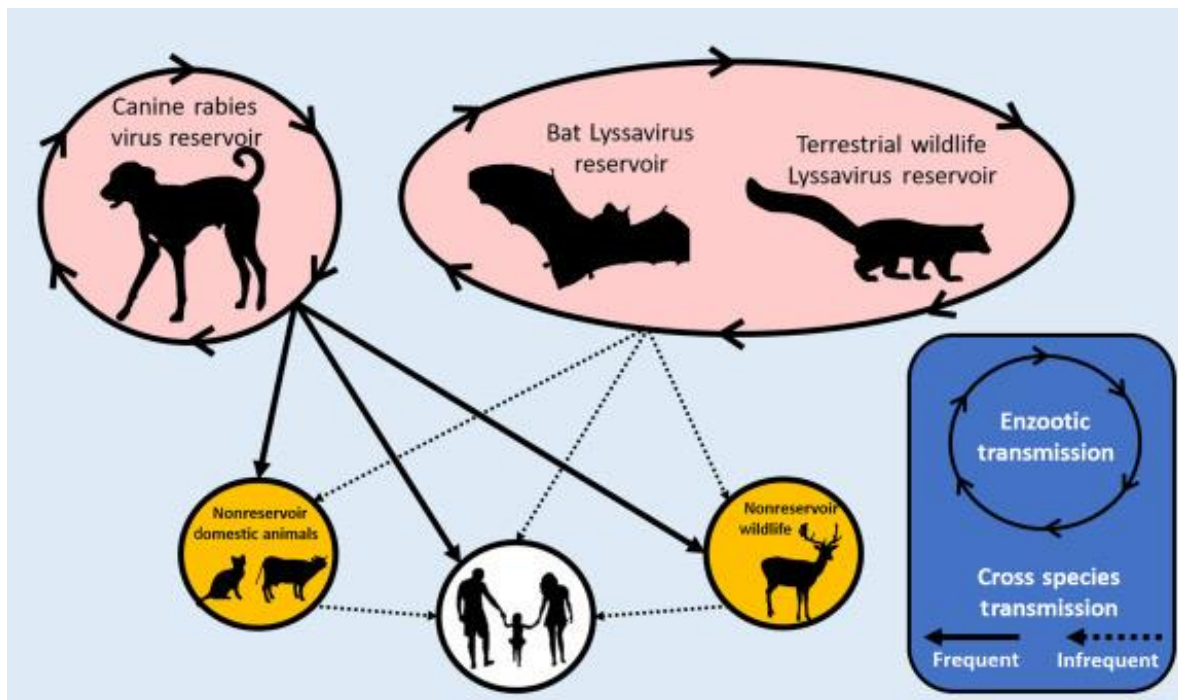 Canine rabies
virus reservoir
Bat Lyssavirus
reservoir
Terrestrial wildlife
Lyssavirus reservoir
Nonreservoir
domestic animals
Nonreservoir
wildlife
Enzootic
transmission
Cross species
transmission
Frequent
Infrequent